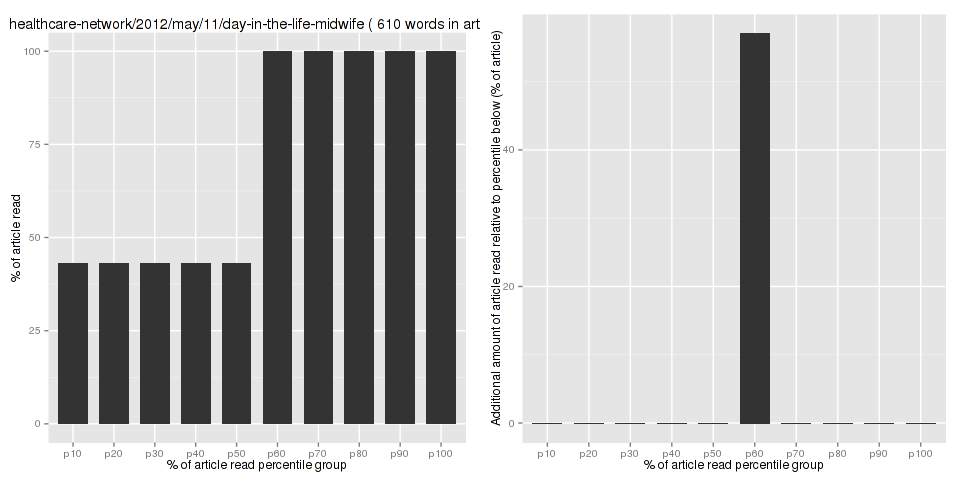 healthcare-network/2012/may/11/day-in-the-life-midwife ( 610 words in art
% of article read
100
75
50
25
0
p10 p20 p30 p40 p50 p60 p70 p80 p90 p100
% of article read percentile group
Additional amount of article read relative to percentile below (% of article)
40
20
0
p10 p20 p30 p40 p50 p60 p70 p80 p90 p100
% of article read percentile group